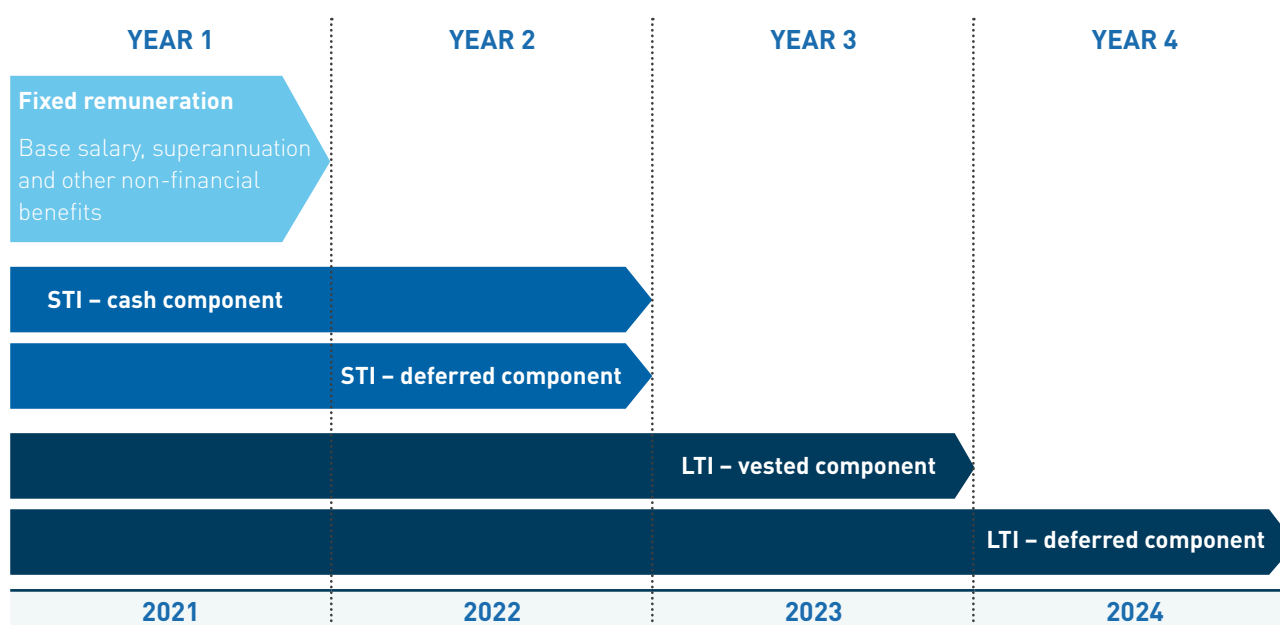 YEAR 1 YEAR 2 YEAR 3 YEAR 4
Fixed remuneration
Base salary, superannuation
and other non-financial
benefits
STI – cash component
STI – deferred component
LTI – vested component
LTI – deferred component
2021 2022 2023 2024